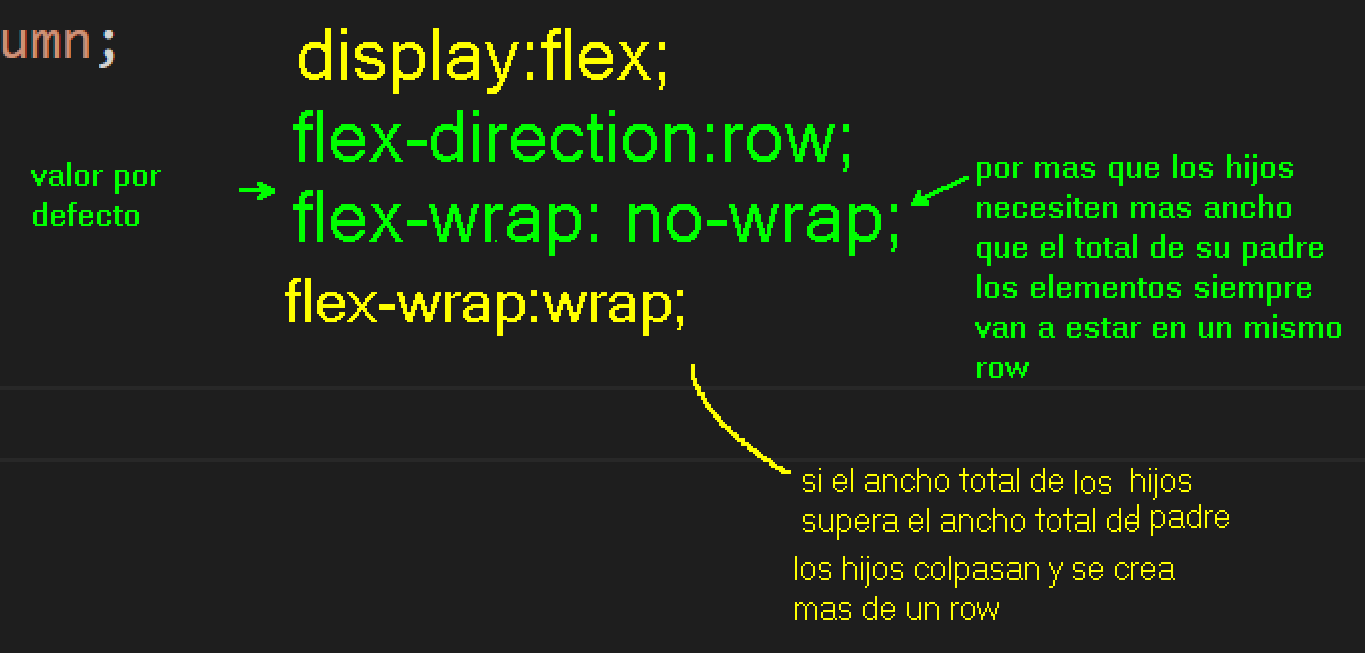 umn;
display:flex;
flex-direction:row;
flex-wrap: no-wrap;
flex-wrap:wrap;
valor por
defecto
por mas que los hijos
necesiten mas ancho
que el total de su padre
los elementos siempre
van a estar en un mismo
row
si el ancho total de los hijos
supera el ancho total del padre
los hijos colpasan y se crea
mas de un row